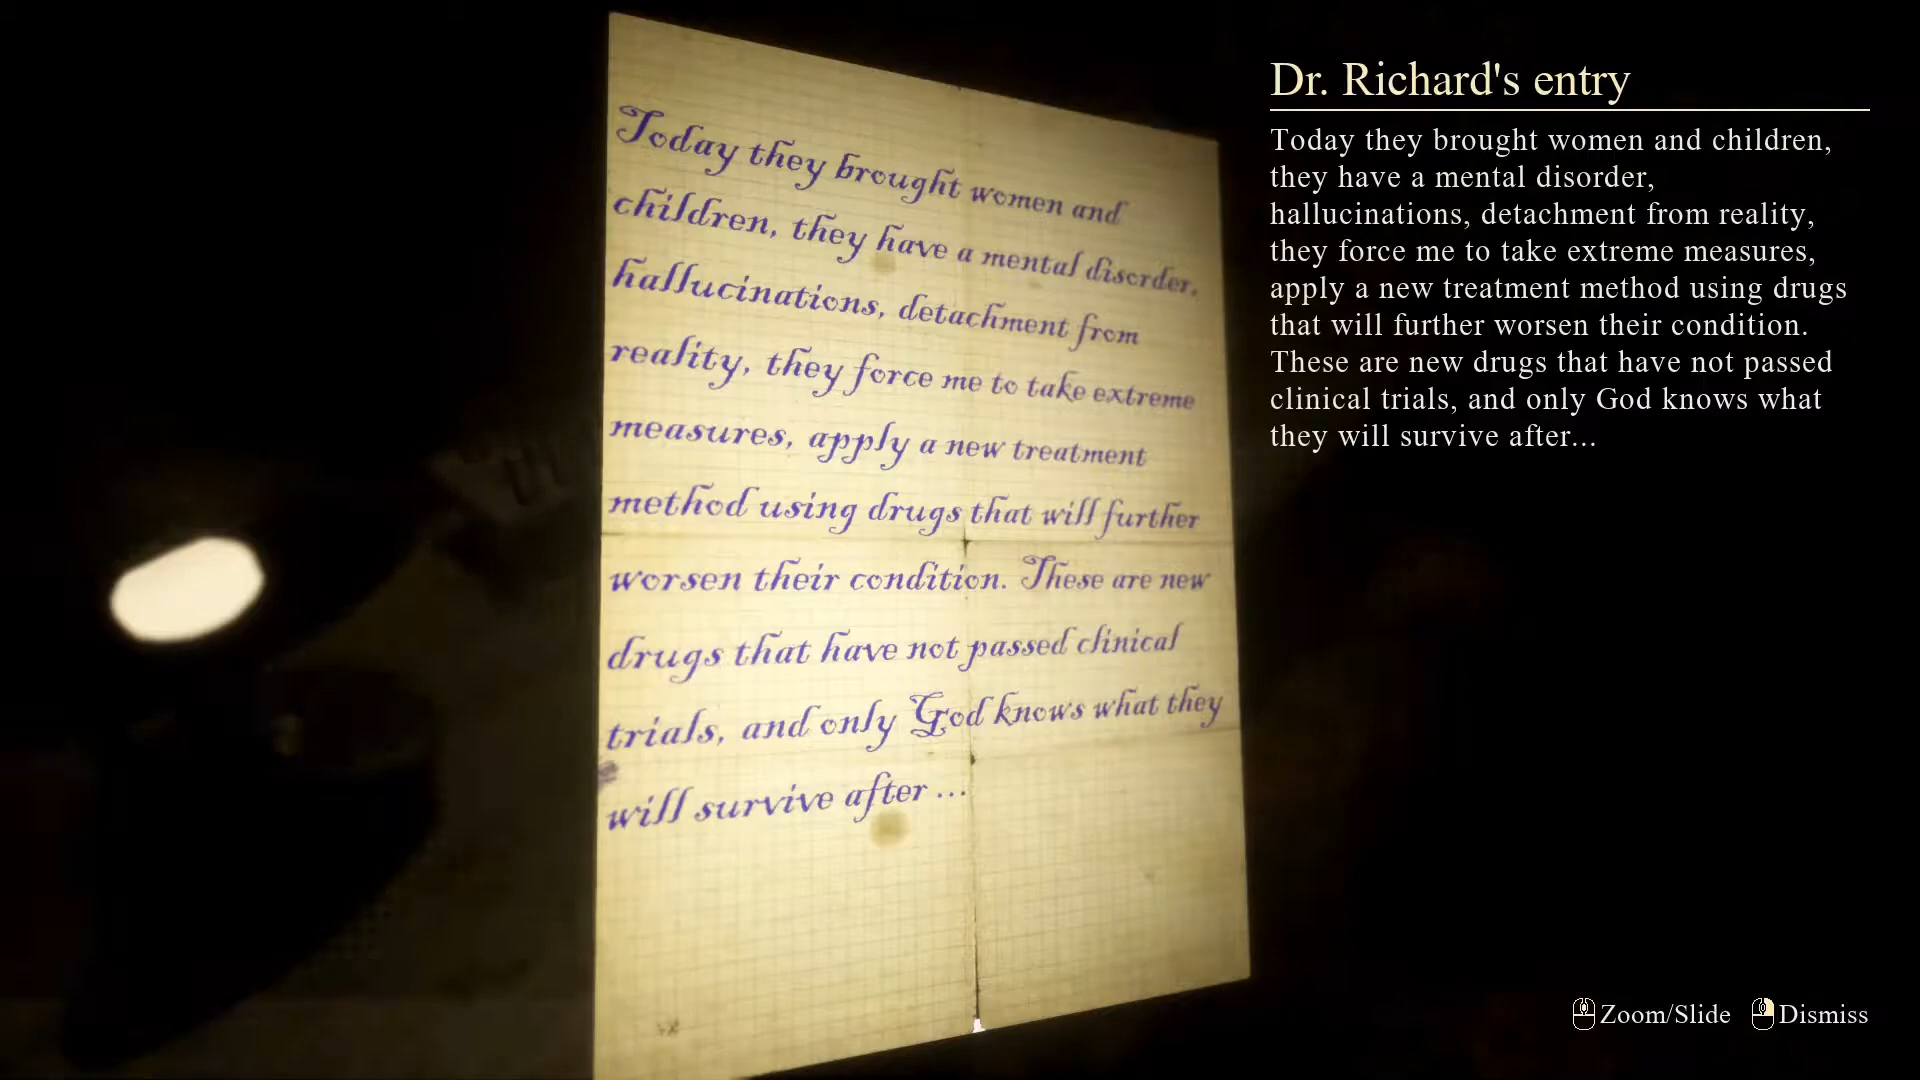 Today they brought women and
children, they have a mental disorder,
hallucinations, detachment from
reality, they force me to take extreme
measures, apply a new treatment
method using drugs that will further
worsen their condition. These are new
drugs that have not passed clinical
trials, and only God knows what they
will survive after ...
Dr. Richard's entry
Today they brought women and children,
they have a mental disorder,
hallucinations, detachment from reality,
they force me to take extreme measures,
apply a new treatment method using drugs
that will further worsen their condition.
These are new drugs that have not passed
clinical trials, and only God knows what
they will survive after...
Zoom/Slide Dismiss